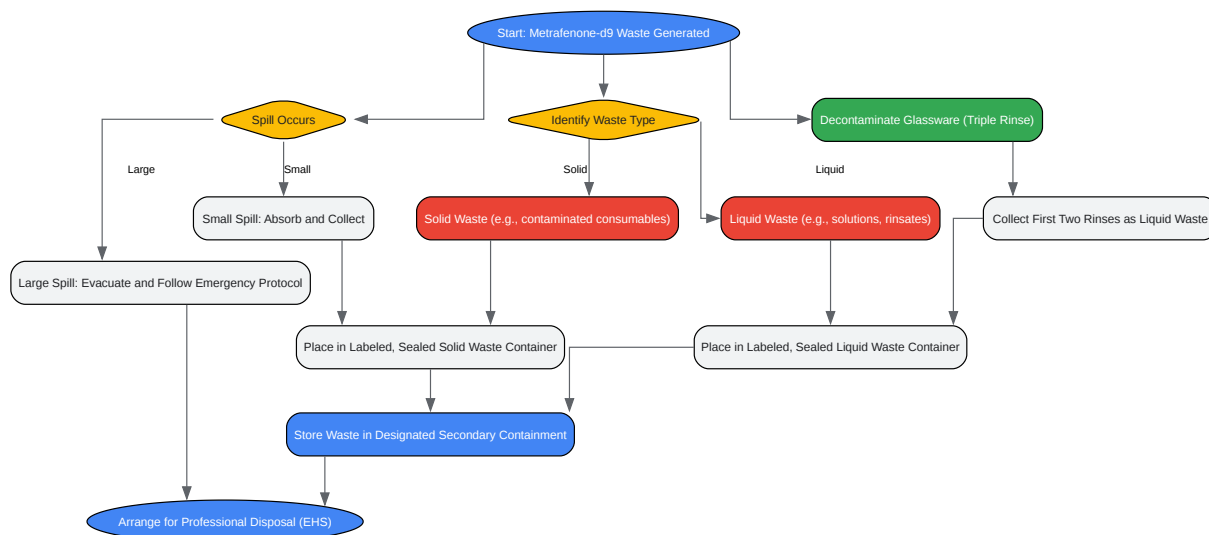 Start: Metrafenone-d9 Waste Generated
Spill Occurs
Identify Waste Type
Decontaminate Glassware (Triple Rinse)
Large
Small
Solid
Liquid
Small Spill: Absorb and Collect
Solid Waste (e.g., contaminated consumables)
Liquid Waste (e.g., solutions, rinsates)
Collect First Two Rinses as Liquid Waste
Large Spill: Evacuate and Follow Emergency Protocol
Place in Labeled, Sealed Solid Waste Container
Place in Labeled, Sealed Liquid Waste Container
Store Waste in Designated Secondary Containment
Arrange for Professional Disposal (EHS)